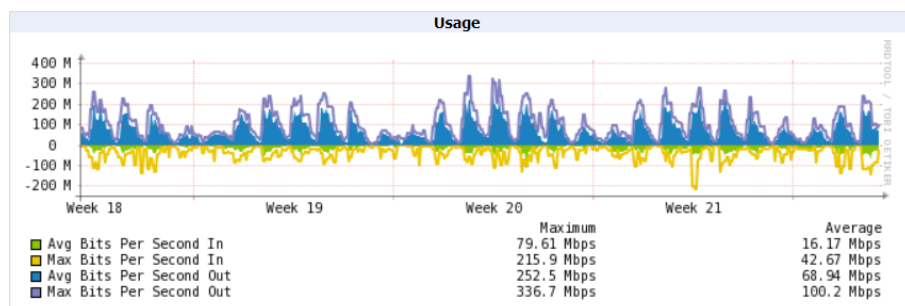 Usage
400 M
300 M
200 M
100 M
0
-100 M
-200 M
Week 18 Week 19 Week 20 Week 21
RRDTOOL / TOBI OETIKER
Maximum Average
Avg Bits Per Second In 79.61 Mbps 16.17 Mbps
Max Bits Per Second In 215.9 Mbps 42.67 Mbps
Avg Bits Per Second Out 252.5 Mbps 68.94 Mbps
Max Bits Per Second Out 336.7 Mbps 100.2 Mbps